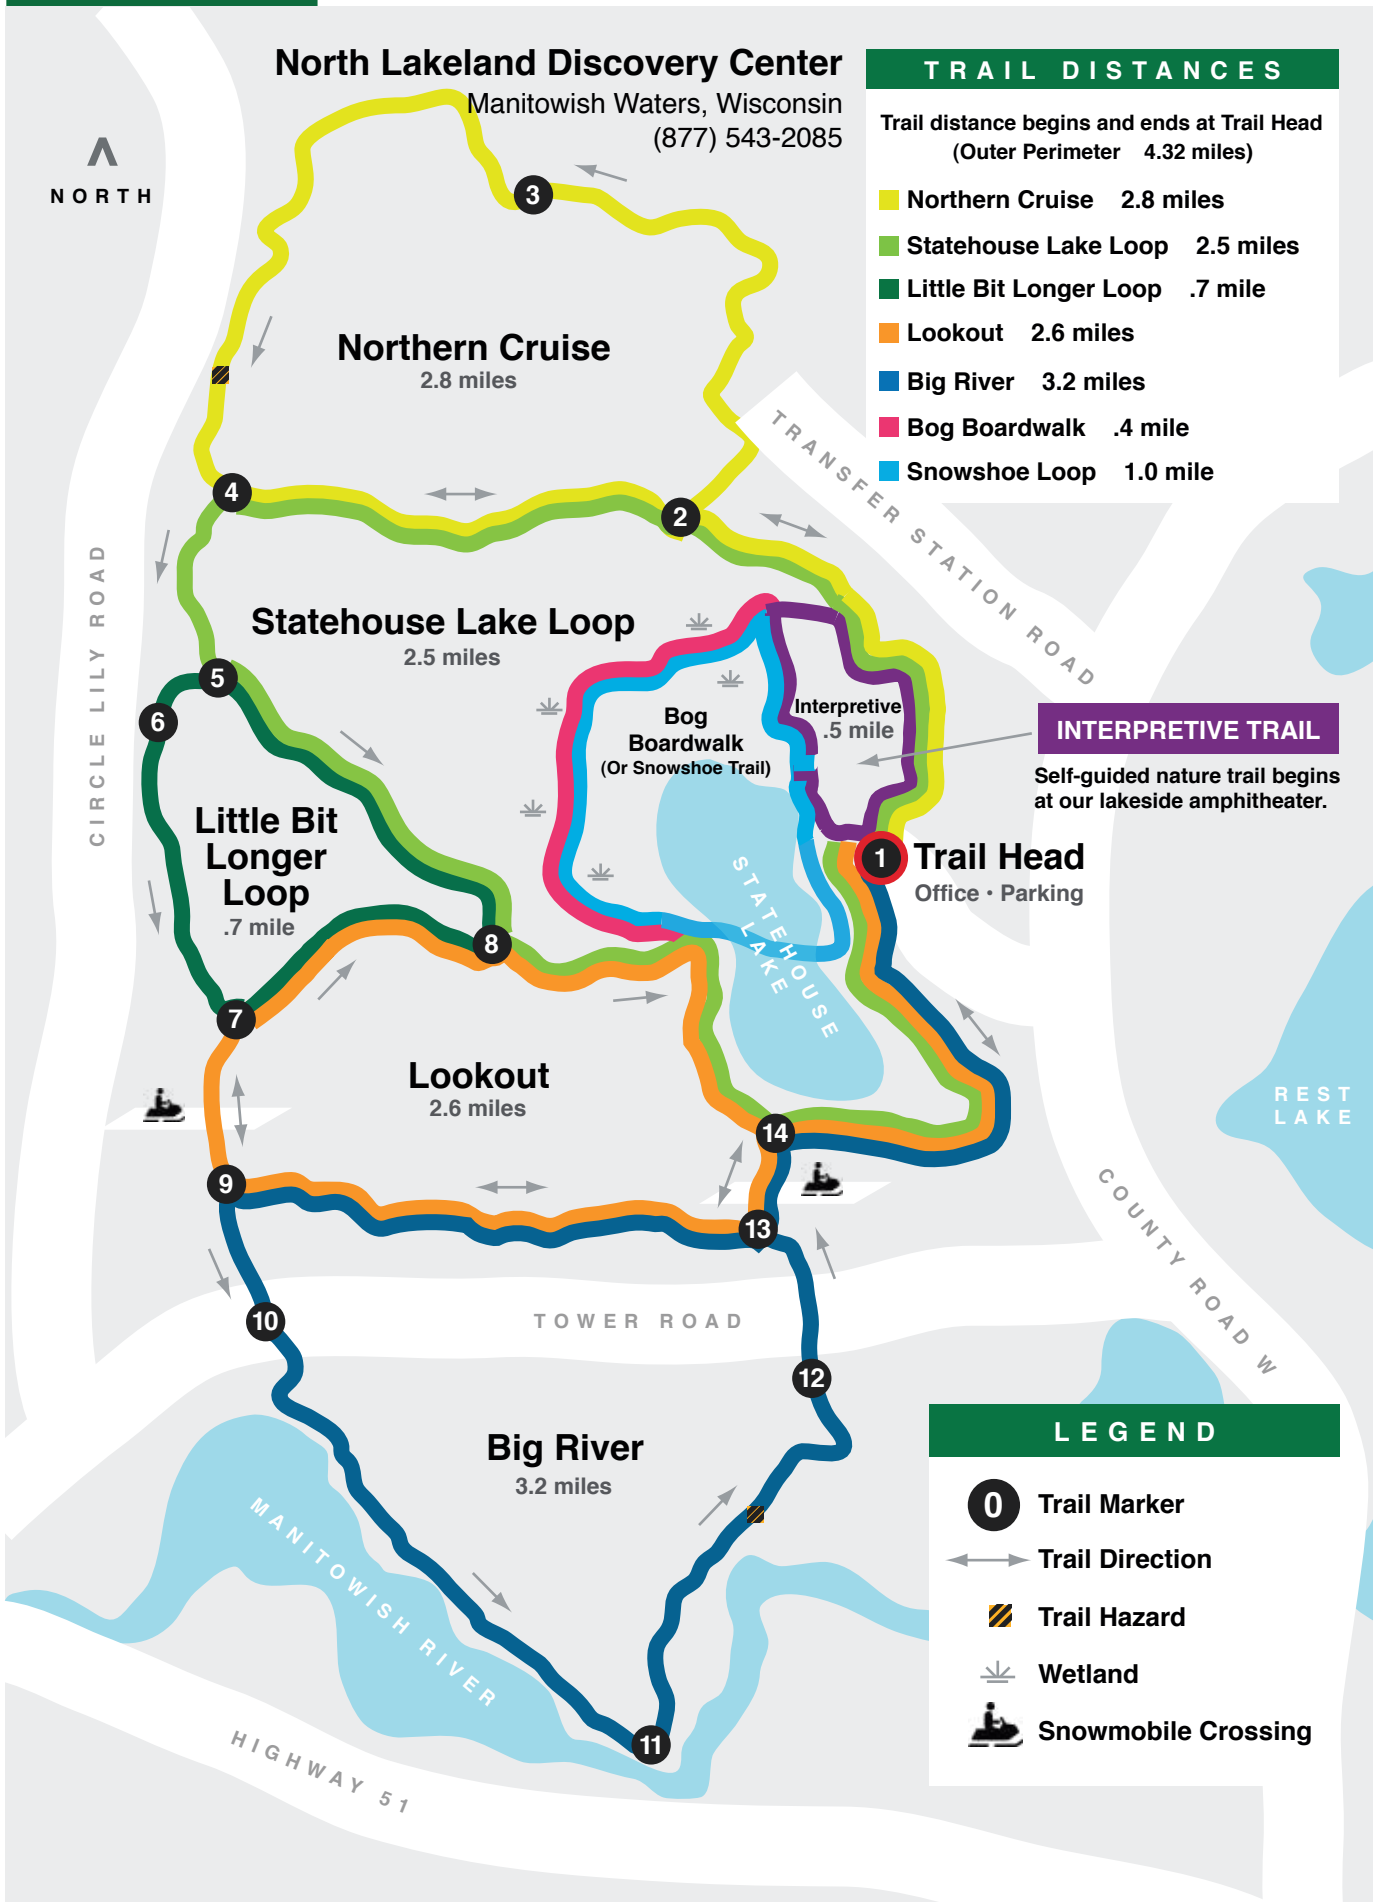 North Lakeland Discovery Center
Manitowish Waters, Wisconsin
(877) 543-2085
NORTH
TRAIL DISTANCES
Trail distance begins and ends at Trail Head
(Outer Perimeter 4.32 miles)
Northern Cruise 2.8 miles
Statehouse Lake Loop 2.5 miles
Little Bit Longer Loop .7 mile
Lookout 2.6 miles
Big River 3.2 miles
Bog Boardwalk .4 mile
Snowshoe Loop 1.0 mile
3
Northern Cruise
2.8 miles
TRANSFER STATION ROAD
4
2
CIRCLE LILY ROAD
Statehouse Lake Loop
2.5 miles
5
6
Bog
Boardwalk
(Or Snowshoe Trail)
Interpretive
.5 mile
INTERPRETIVE TRAIL
Self-guided nature trail begins
at our lakeside amphitheater.
Little Bit
Longer
Loop
.7 mile
1
Trail Head
Office • Parking
STATEHOUSE
LAKE
8
7
Lookout
2.6 miles
REST
LAKE
14
9
13
COUNTY ROAD W
10
TOWER ROAD
12
Big River
3.2 miles
MANITOWISH RIVER
11
HIGHWAY 51
LEGEND
0
Trail Marker
Trail Direction
Trail Hazard
Wetland
Snowmobile Crossing